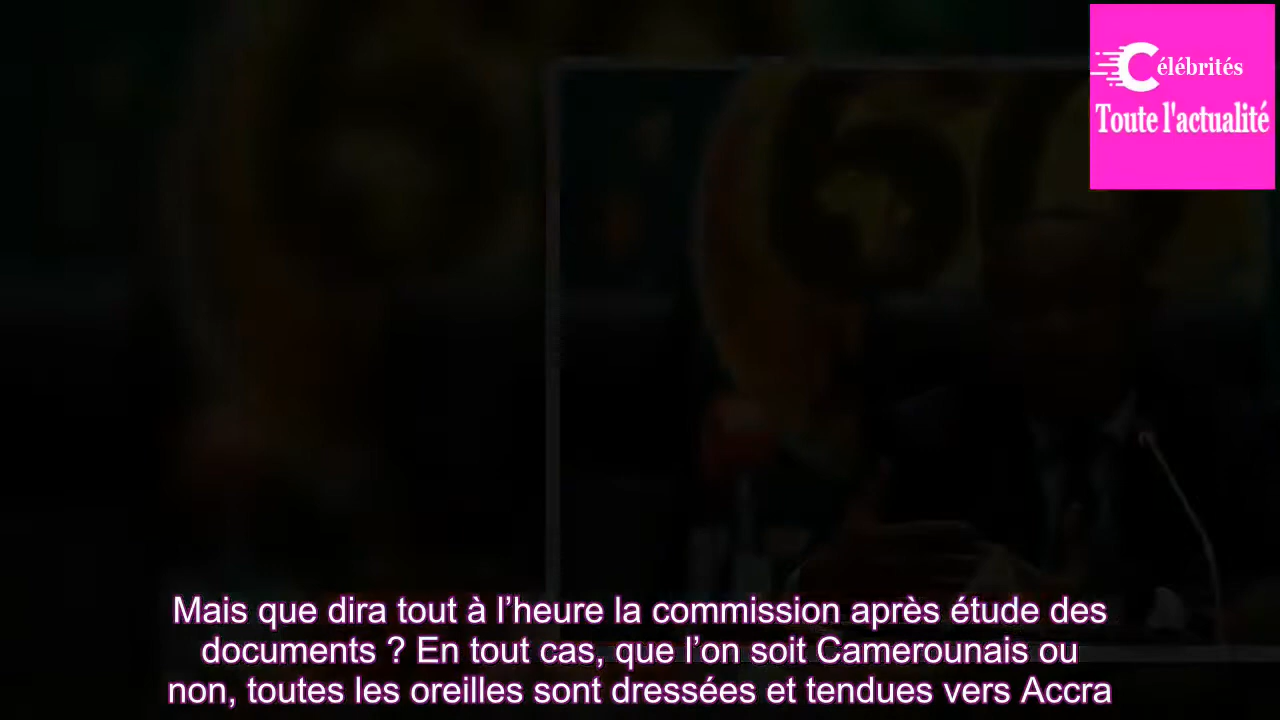 Célébrités
Toute l'actualité
Mais que dira tout à l’heure la commission après étude des
documents ? En tout cas, que l’on soit Camerounais ou
non, toutes les oreilles sont dressées et tendues vers Accra